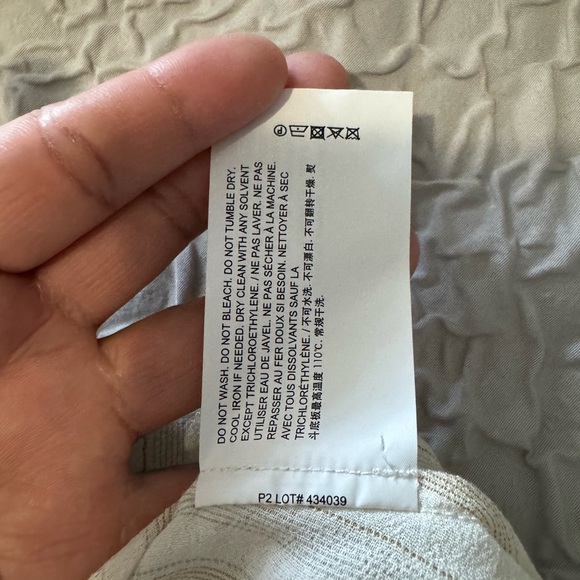 DO NOT WASH. DO NOT BLEACH. DO NOT TUMBLE DRY.
COOL IRON IF NEEDED. DRY CLEAN WITH ANY SOLVENT
EXCEPT TRICHLOROETHYLENE. / NE PAS LAVER. NE PAS
UTILISER EAU DE JAVEL. NE PAS SÉCHER À LA MACHINE.
REPASSER AU FER DOUX SI BESOIN. NETTOYER À SEC
AVEC TOUS DISSOLVANTS SAUF LA
TRICHLORÉTHYLÈNE. / 不可水洗. 不可漂白. 不可翻转干燥. 熨
斗底板最高温度 110℃. 常规干洗.
P2 LOT# 434039